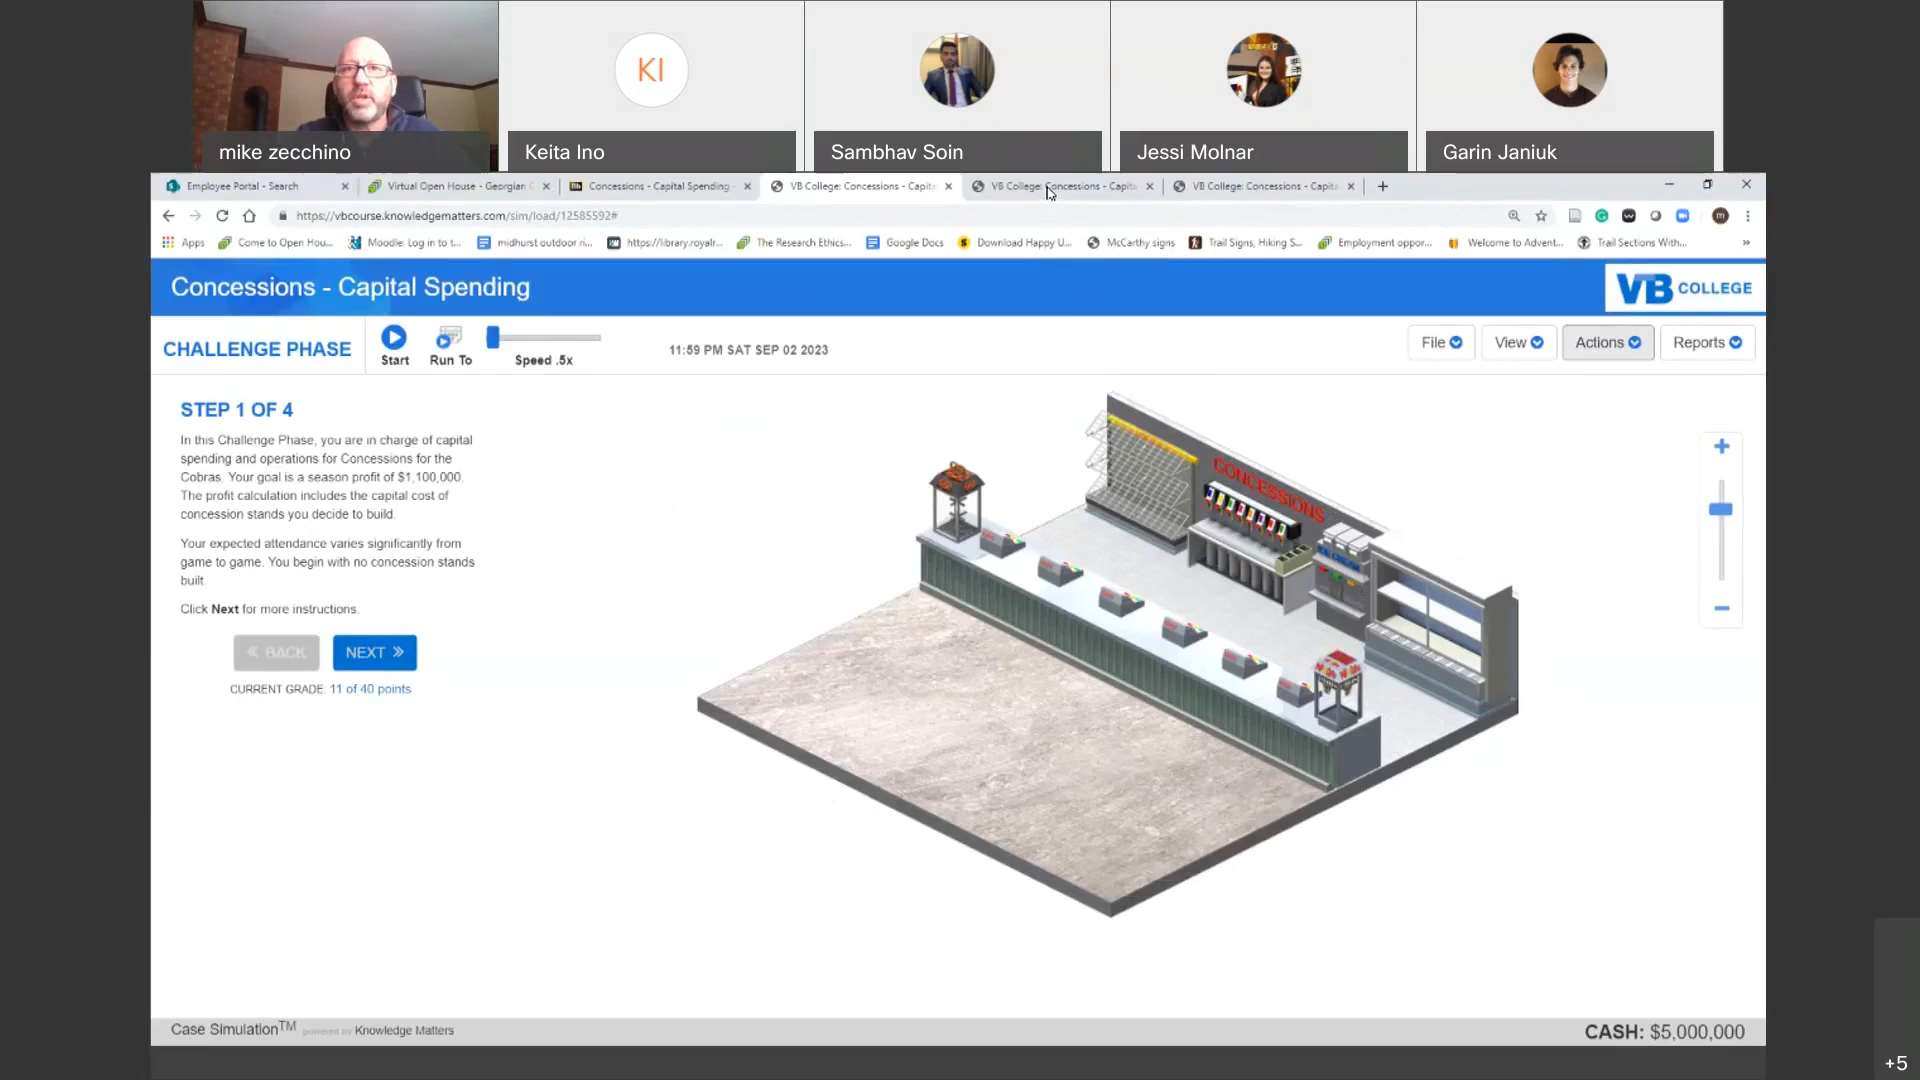 KI
mike zecchino
Keita Ino
Sambhav Soin
Jessi Molnar
Garin Janiuk
Employee Portal - Search
Virtual Open House - Georgian C
Concessions - Capital Spending -
VB College: Concessions - Capita
VB College: Concessions - Capita
VB College: Concessions - Capita
https://vbcourse.knowledgematters.com/sim/load/12585592#
Apps
Come to Open Hou...
Moodle: Log in to t...
midhurst outdoor ri...
https://library.royalr...
The Research Ethics...
Google Docs
Download Happy U...
McCarthy signs
Trail Signs, Hiking S...
Employment oppor...
Welcome to Advent...
Trail Sections With...
Concessions - Capital Spending
VB COLLEGE
CHALLENGE PHASE
Start
Run To
Speed .5x
11:59 PM SAT SEP 02 2023
File
View
Actions
Reports
STEP 1 OF 4
In this Challenge Phase, you are in charge of capital
spending and operations for Concessions for the
Cobras. Your goal is a season profit of $1,100,000.
The profit calculation includes the capital cost of
concession stands you decide to build.
Your expected attendance varies significantly from
game to game. You begin with no concession stands
built.
Click Next for more instructions.
« BACK
NEXT »
CURRENT GRADE: 11 of 40 points
CONCESSIONS
ICE CREAM
Case Simulation™ powered by Knowledge Matters
CASH: $5,000,000
+5